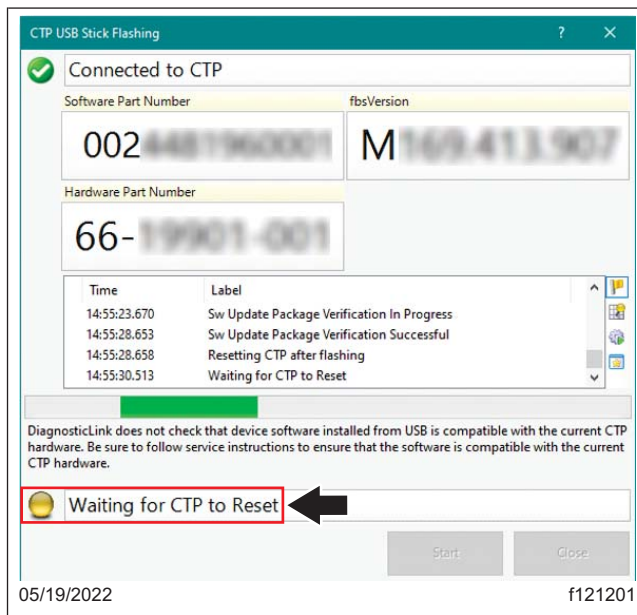 CTP USB Stick Flashing ? ×
Connected to CTP
Software Part Number fbsVersion
002 M
Hardware Part Number
66-
Time Label
14:55:23.670 Sw Update Package Verification In Progress
14:55:28.653 Sw Update Package Verification Successful
14:55:28.658 Resetting CTP after flashing
14:55:30.513 Waiting for CTP to Reset
DiagnosticLink does not check that device software installed from USB is compatible with the current CTP
hardware. Be sure to follow service instructions to ensure that the software is compatible with the current
CTP hardware.
Waiting for CTP to Reset
Start Close
05/19/2022 f121201